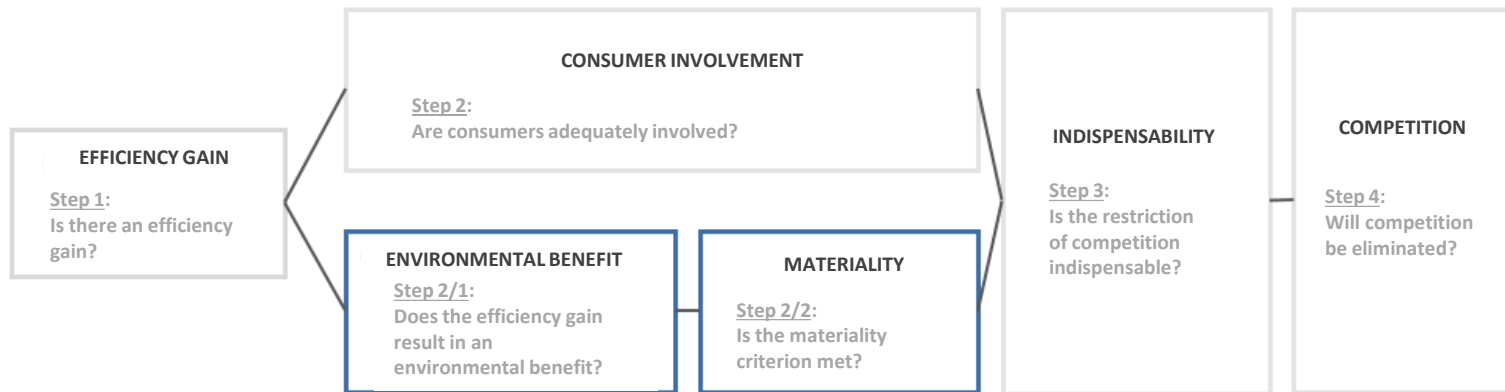 EFFICIENCY GAIN
Step 1:
Is there an efficiency
gain?
CONSUMER INVOLVEMENT
Step 2:
Are consumers adequately involved?
ENVIRONMENTAL BENEFIT
Step 2/1:
Does the efficiency gain
result in an
environmental benefit?
MATERIALITY
Step 2/2:
Is the materiality
criterion met?
INDISPENSABILITY
Step 3:
Is the restriction
of competition
indispensable?
COMPETITION
Step 4:
Will competition
be eliminated?